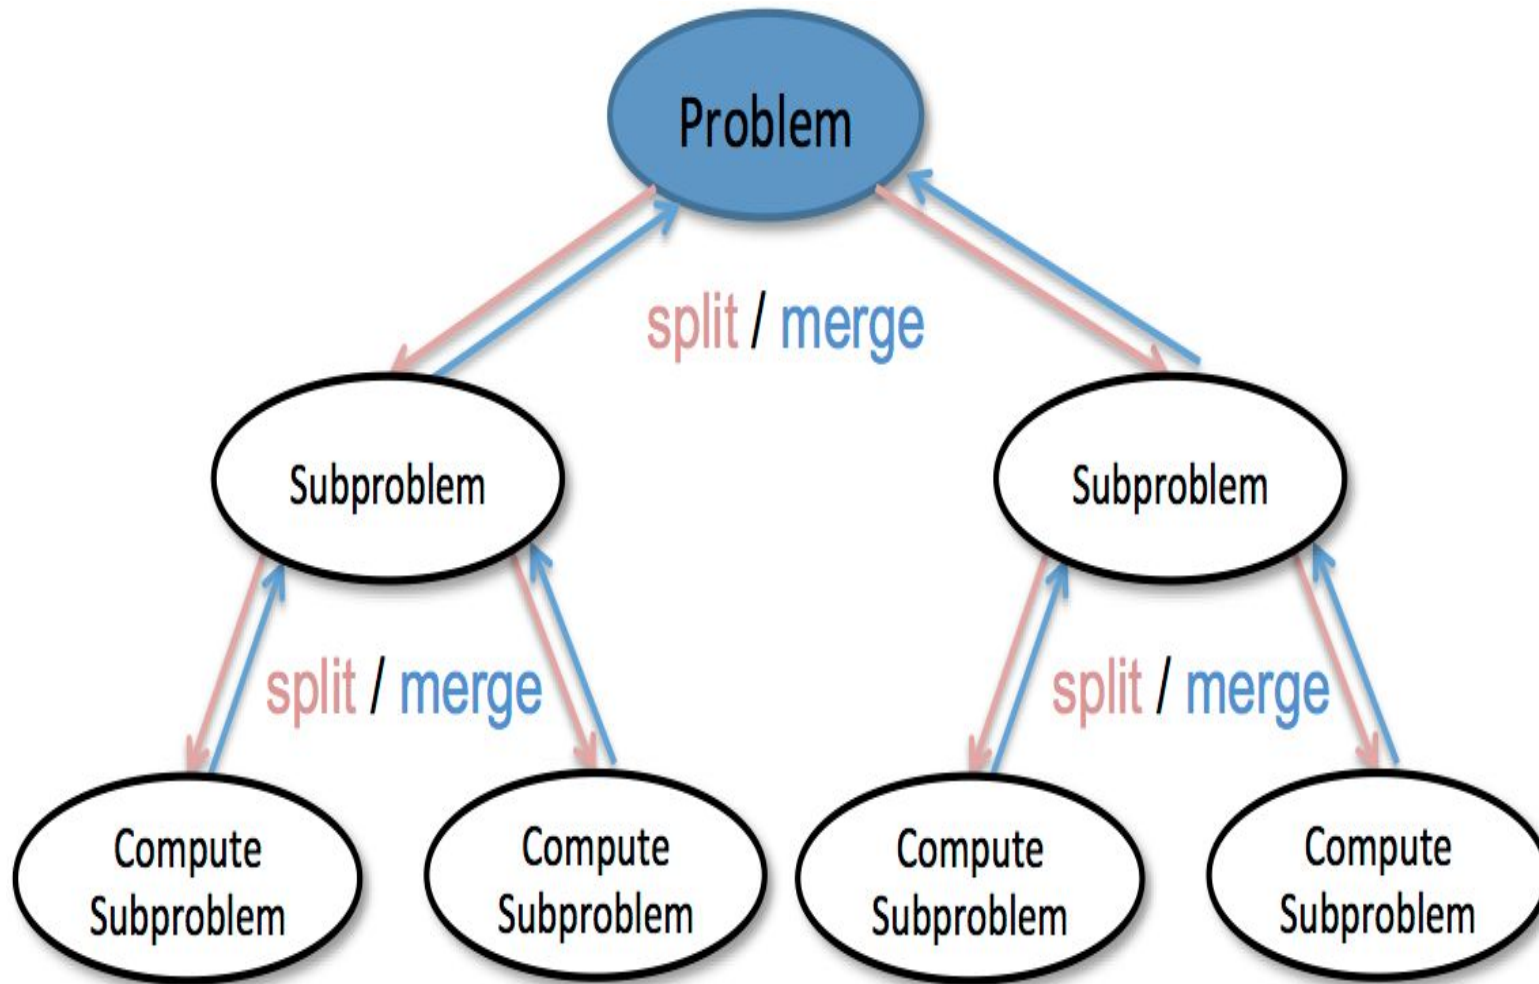 Problem
split / merge
Subproblem
Subproblem
split / merge
split / merge
Compute
Subproblem
Compute
Subproblem
Compute
Subproblem
Compute
Subproblem